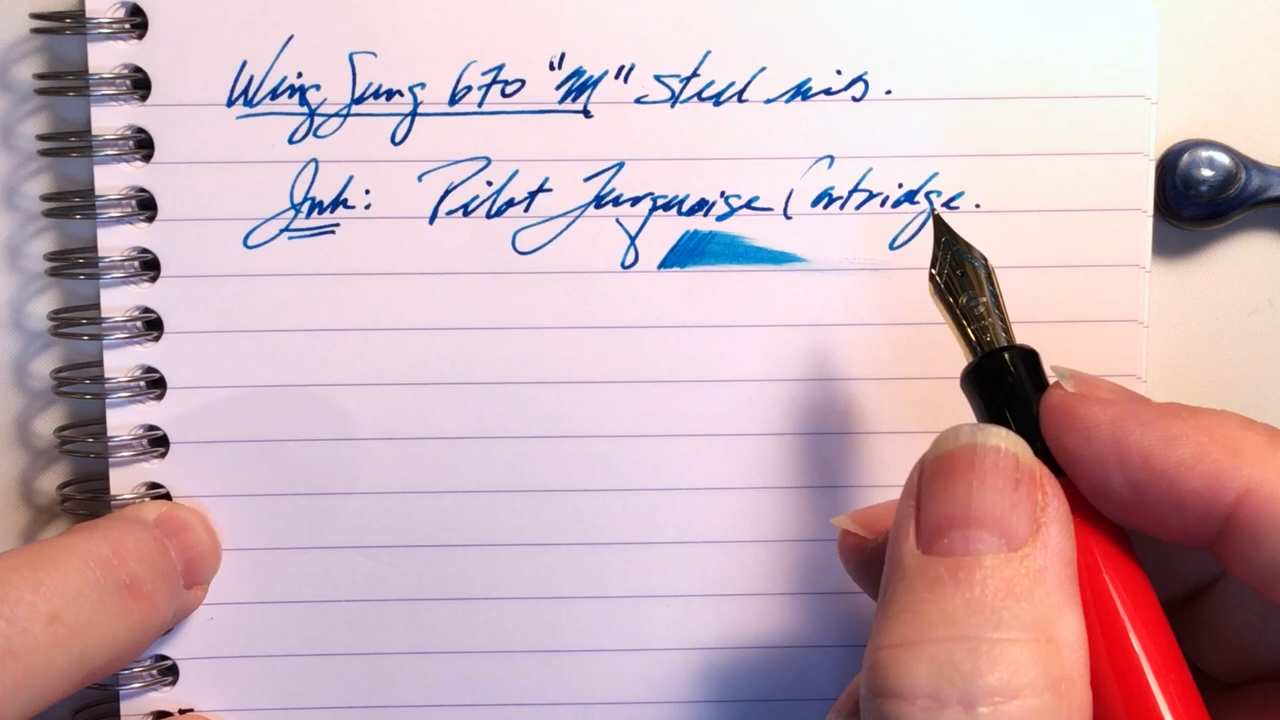 Wing Sung 670 "M" steel nib.
Ink: Pilot Turquoise Cartridge.